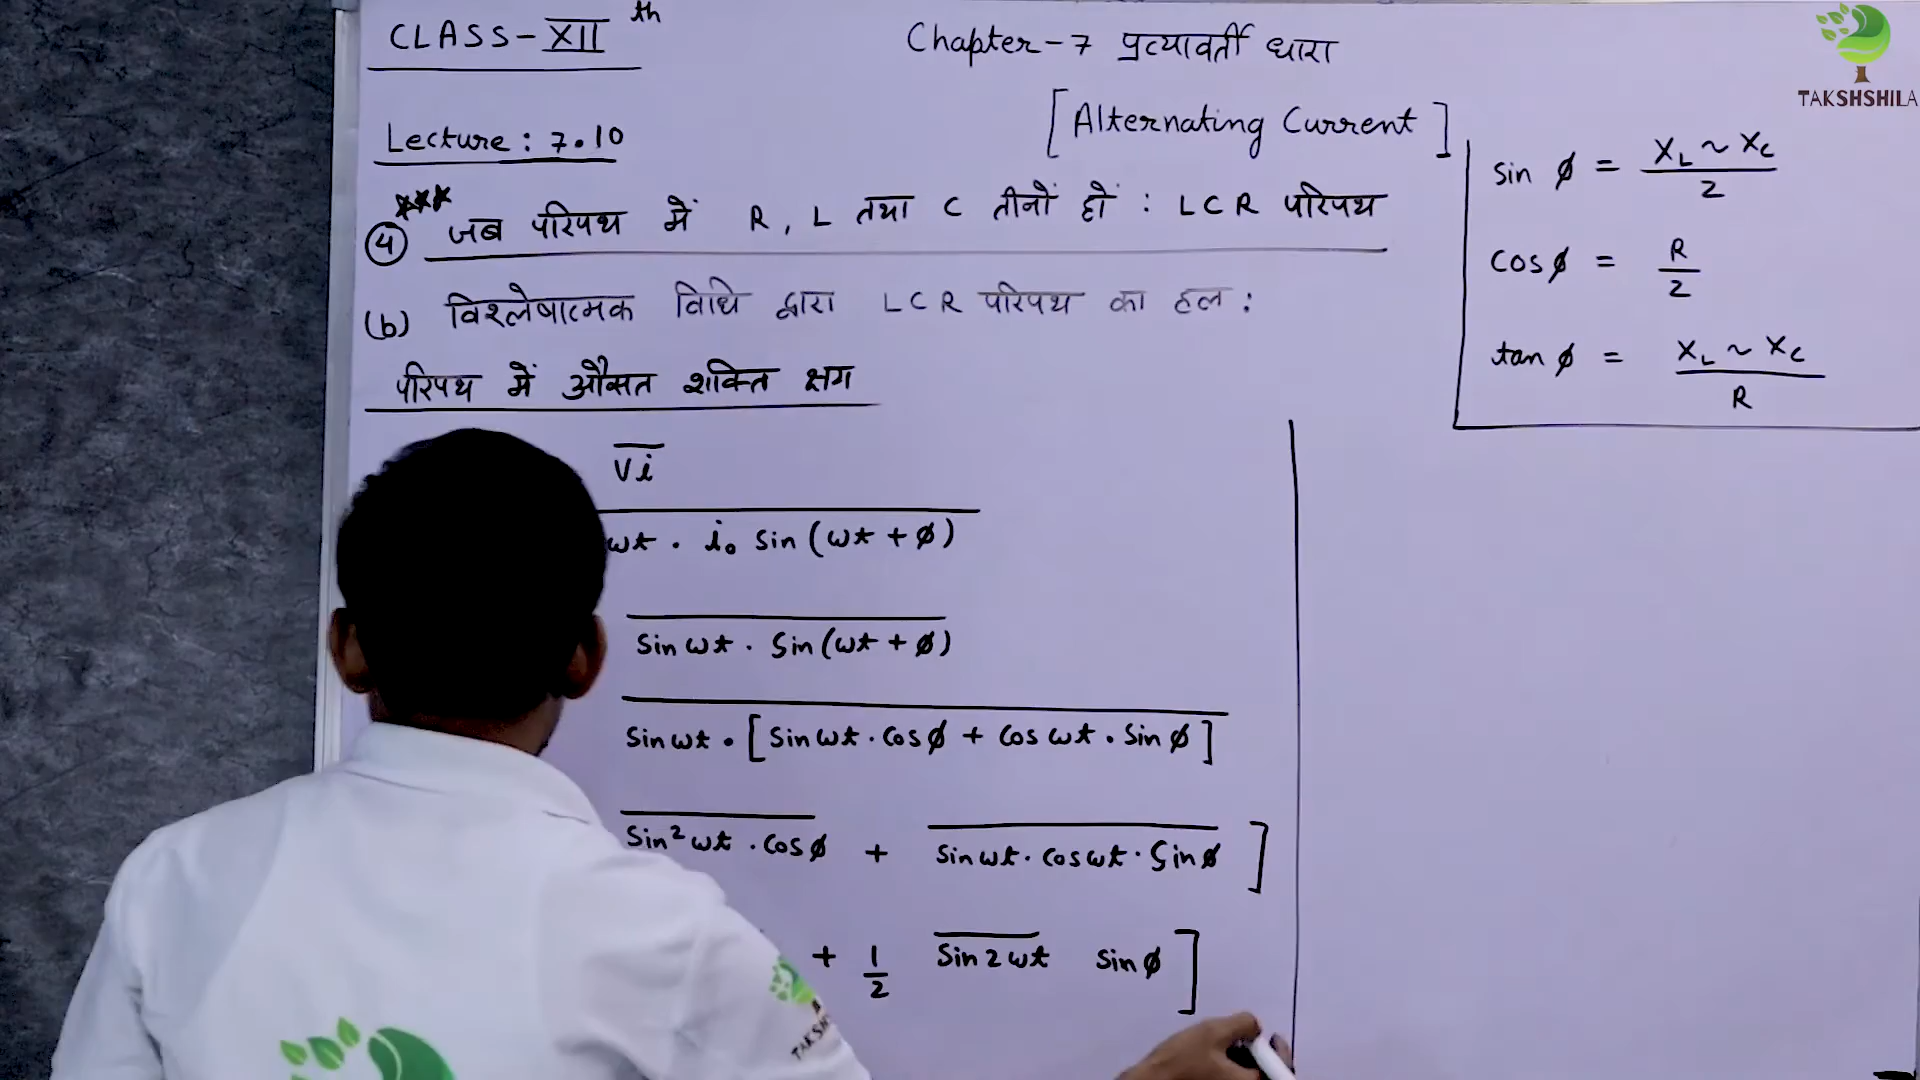 CLASS-XII th
Chapter-7 प्रत्यावर्ती धारा
[Alternating Current]
TAKSHSHILA
Lecture : 7.10
*** ④ जब परिपथ में R, L तथा C तीनों हों : LCR परिपथ
(b) विश्लेषात्मक विधि द्वारा LCR परिपथ का हल :
परिपथ में औसत शक्ति क्षय
V i
ωt · i₀ sin (ωt + ϕ)
Sin ωt · Sin (ωt + ϕ)
Sin ωt · [Sin ωt · Cos ϕ + Cos ωt · Sin ϕ]
Sin² ωt · Cos ϕ + Sin ωt · Cos ωt · Sin ϕ ]
+ 1/2 Sin 2 ωt Sin ϕ ]
sin ϕ = X_L ~ X_C / Z
Cos ϕ = R / Z
tan ϕ = X_L ~ X_C / R